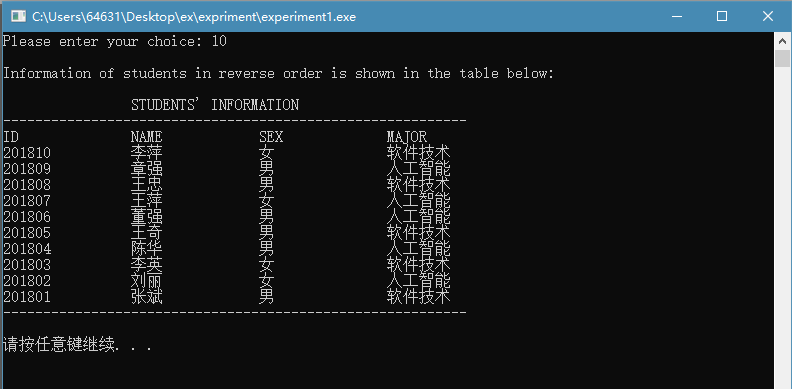 C:\Users\64631\Desktop\ex\expriment\experiment1.exe
Please enter your choice: 10
Information of students in reverse order is shown in the table below:
STUDENTS' INFORMATION
----------------------------------------------------------
ID NAME SEX MAJOR
201810 李萍 女 软件技术
201809 章强 男 人工智能
201808 王忠 男 软件技术
201807 王萍 女 人工智能
201806 董强 男 人工智能
201805 王奇 男 软件技术
201804 陈华 男 人工智能
201803 李英 女 软件技术
201802 刘丽 女 人工智能
201801 张斌 男 软件技术
----------------------------------------------------------
请按任意键继续. . .